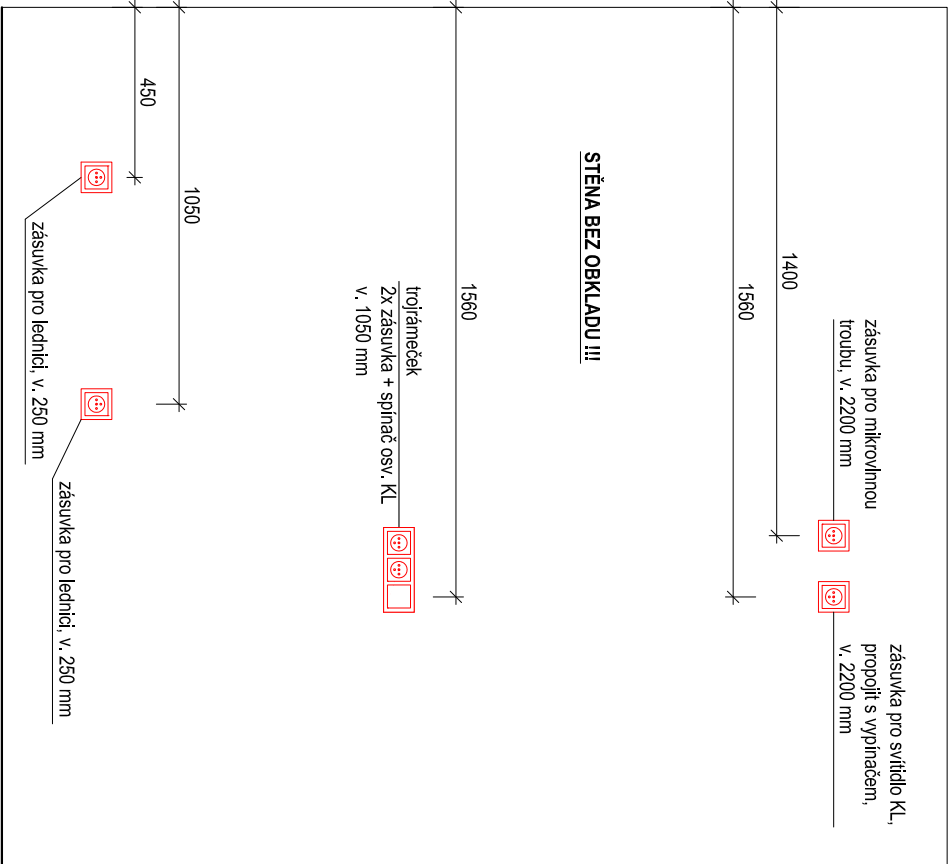 zásuvka pro mikrovlnnou
troubu, v. 2200 mm
zásuvka pro svítidlo KL,
propojit s vypínačem,
v. 2200 mm
1400
1560
STĚNA BEZ OBKLADU !!!
1560
trojrámeček
2x zásuvka + spínač osv. KL
v. 1050 mm
1050
450
zásuvka pro lednici, v. 250 mm
zásuvka pro lednici, v. 250 mm